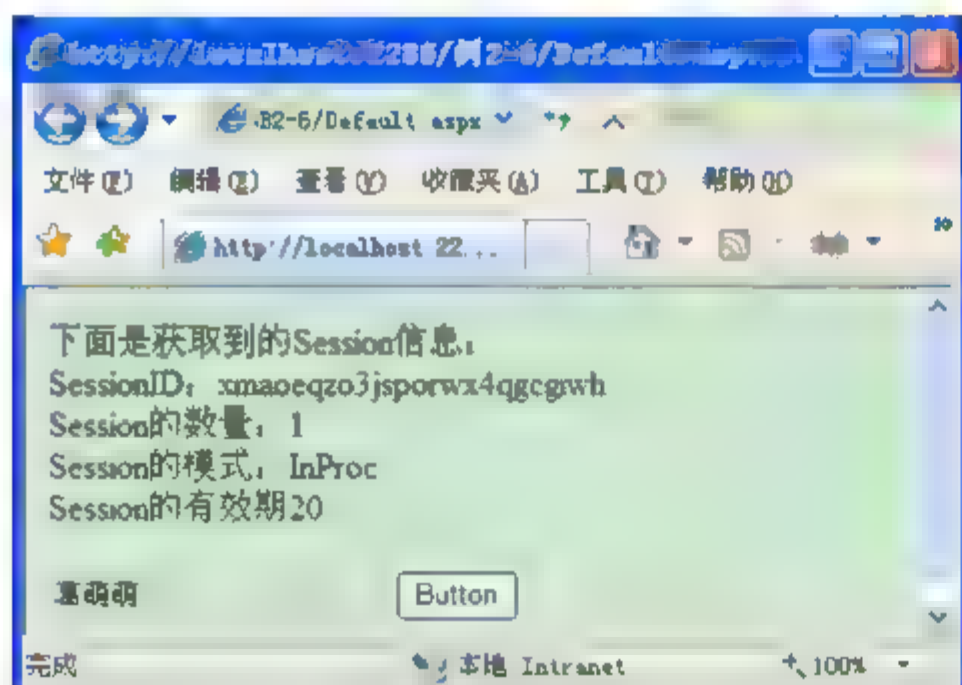 B2-6/Default aspx
文件(F) 编辑(E) 查看(V) 收藏夹(A) 工具(T) 帮助(H)
http://localhost 22...
下面是获取到的Session信息:
SessionID:
Session的数量: 1
Session的模式: InProc
Session的有效期20
萌萌 Button
完成 本地 Intranet 100%